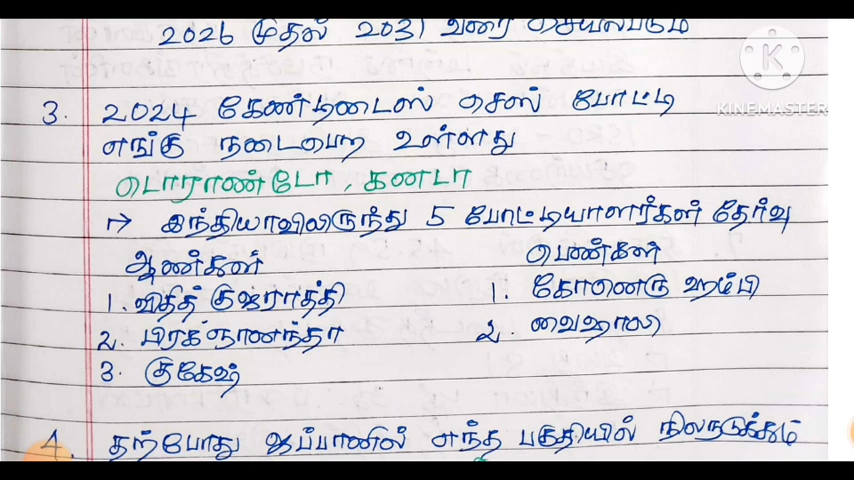 2026 முதல் 2031 வரை செயல்படும்
3. 2024 கேண்டிடைஸ் செஸ் போட்டி
எங்கு நடைபெற உள்ளது
டொராண்டோ, கனடா
→ இந்தியாவிலிருந்து 5 போட்டியாளர்கள் தேர்வு
ஆண்கள் பெண்கள்
1. விதித் குஜராத்தி 1. கோனெரு ஹம்பி
2. பிரக்ஞானந்தா 2. வைஷாலி
3. குகேஷ்
4. தற்போது ஜப்பானில் எந்த பகுதியில் நிலநடுக்கம்
KINEMASTER